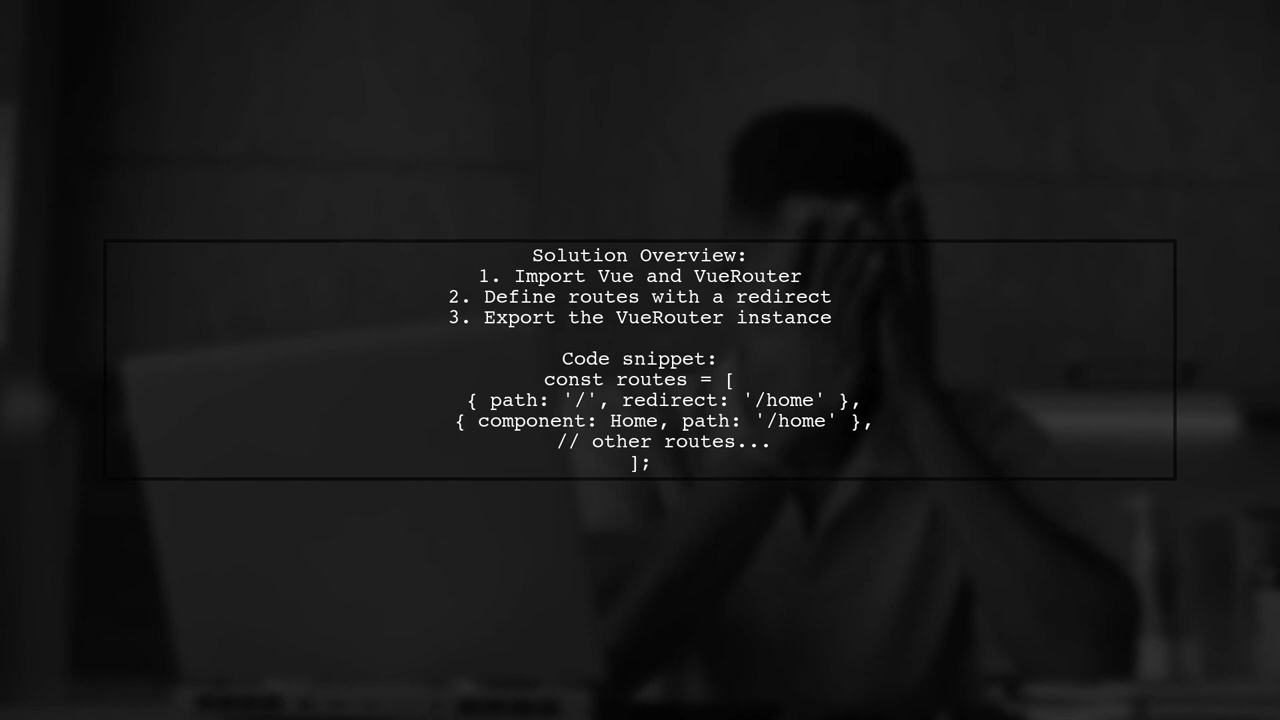 Solution Overview:
1. Import Vue and VueRouter
2. Define routes with a redirect
3. Export the VueRouter instance
Code snippet:
const routes = [
{ path: '/', redirect: '/home' },
{ component: Home, path: '/home' },
// other routes...
];